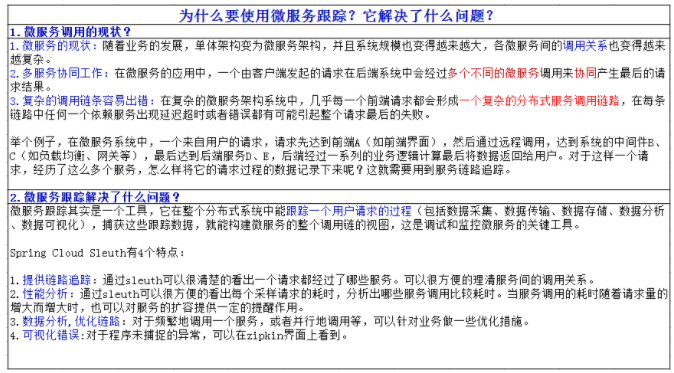 为什么要使用微服务跟踪？它解决了什么问题？
1.微服务调用的现状？
1.微服务的现状：随着业务的发展，单体架构变为微服务架构，并且系统规模也变得越来越大，各微服务间的调用关系也变得越来
越复杂。
2.多服务协同工作：在微服务的应用中，一个由客户端发起的请求在后端系统中会经过多个不同的微服务调用来协同产生最后的请
求结果。
3.复杂的调用链条容易出错：在复杂的微服务架构系统中，几乎每一个前端请求都会形成一个复杂的分布式服务调用链路，在每条
链路中任何一个依赖服务出现延迟超时或者错误都有可能引起整个请求最后的失败。
举个例子，在微服务系统中，一个来自用户的请求，请求先达到前端A（如前端界面），然后通过远程调用，达到系统的中间件B、
C（如负载均衡、网关等），最后达到后端服务D、E，后端经过一系列的业务逻辑计算最后将数据返回给用户。对于这样一个请
求，经历了这么多个服务，怎么样将它的请求过程的数据记录下来呢？这就需要用到服务链路追踪。
2.微服务跟踪解决了什么问题？
微服务跟踪其实是一个工具，它在整个分布式系统中能跟踪一个用户请求的过程（包括数据采集、数据传输、数据存储、数据分析
、数据可视化），捕获这些跟踪数据，就能构建微服务的整个调用链的视图，这是调试和监控微服务的关键工具。
Spring Cloud Sleuth有4个特点：
1.提供链路追踪：通过sleuth可以很清楚的看出一个请求都经过了哪些服务。可以很方便的理清服务间的调用关系。
2.性能分析：通过sleuth可以很方便的看出每个采样请求的耗时，分析出哪些服务调用比较耗时。当服务调用的耗时随着请求量的
增大而增大时，也可以对服务的扩容提供一定的提醒作用。
3.数据分析,优化链路：对于频繁地调用一个服务，或者并行地调用等，可以针对业务做一些优化措施。
4.可视化错误:对于程序未捕捉的异常，可以在zipkin界面上看到。